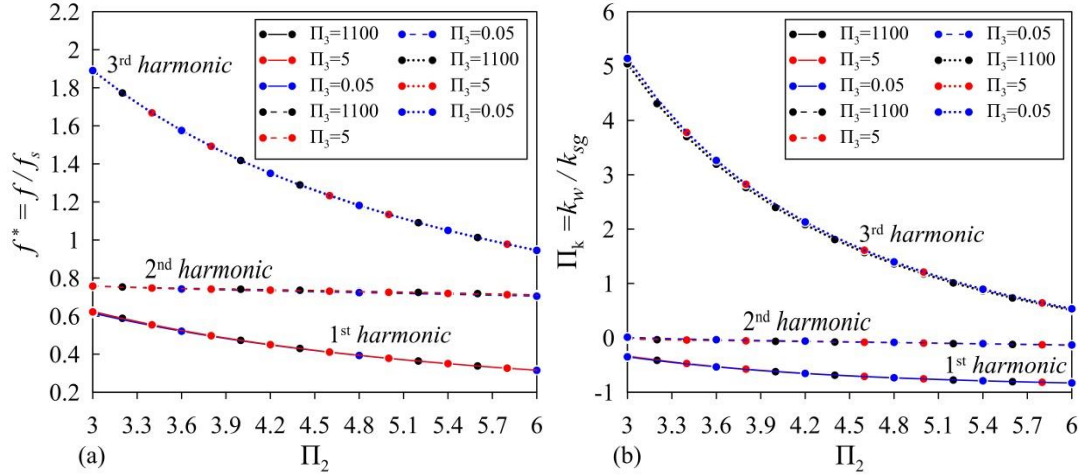 2.2
2
1.8
1.6
1.4
1.2
1
0.8
0.6
0.4
0.2
f* = f / fs
3rd harmonic
2nd harmonic
1st harmonic
Π3=1100
Π3=5
Π3=0.05
Π3=1100
Π3=5
Π3=0.05
Π3=1100
Π3=5
Π3=0.05
3 3.3 3.6 3.9 4.2 4.5 4.8 5.1 5.4 5.7 6
(a)
Π2
6
5
4
3
2
1
0
-1
Πk =kw / ksg
Π3=1100
Π3=5
Π3=0.05
Π3=1100
Π3=5
Π3=0.05
Π3=1100
Π3=5
Π3=0.05
3rd harmonic
2nd harmonic
1st harmonic
3 3.3 3.6 3.9 4.2 4.5 4.8 5.1 5.4 5.7 6
(b)
Π2